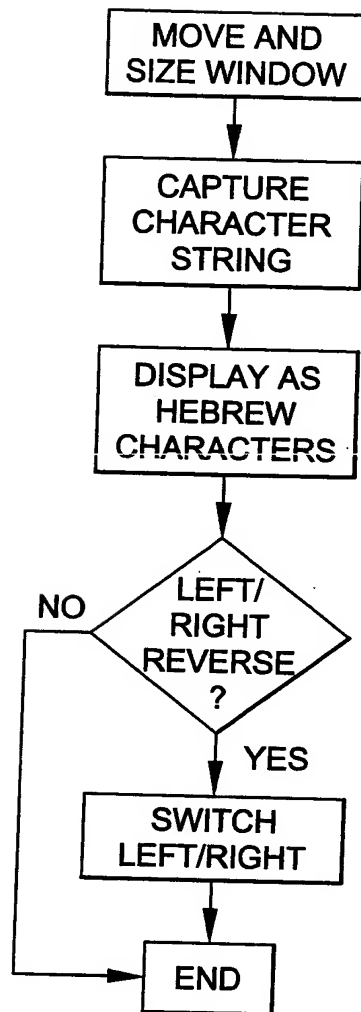 MOVE AND
SIZE WINDOW
CAPTURE
CHARACTER
STRING
DISPLAY AS
HEBREW
CHARACTERS
LEFT/
RIGHT
REVERSE
?
NO
YES
SWITCH
LEFT/RIGHT
END